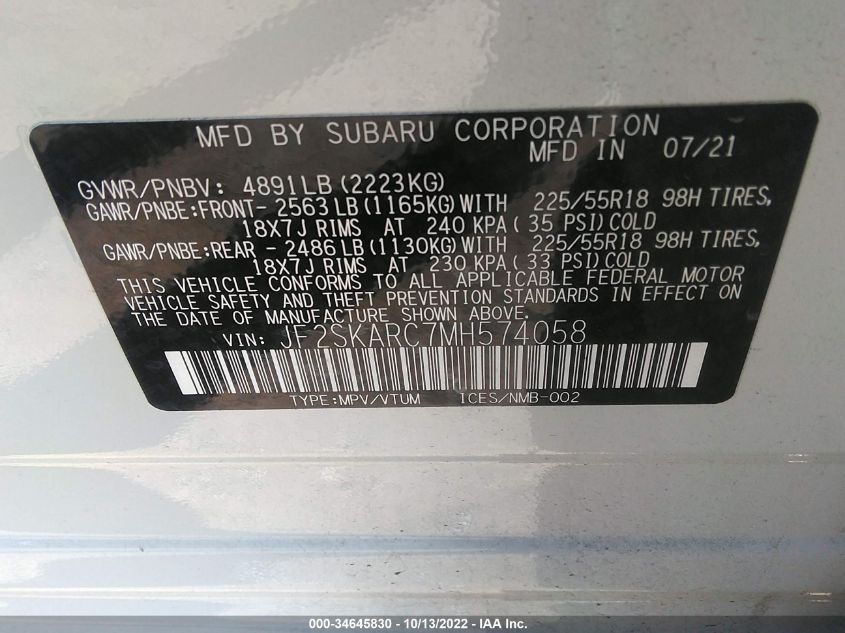 MFD BY SUBARU CORPORATION
MFD IN 07/21
GVWR/PNBV: 4891LB(2223KG)
GAWR/PNBE:FRONT- 2563LB(1165KG)WITH 225/55R18 98H TIRES,
18X7J RIMS AT 240 KPA( 35 PSI)COLD
GAWR/PNBE:REAR - 2486LB(1130KG)WITH 225/55R18 98H TIRES,
18X7J RIMS AT 230 KPA( 33 PSI)COLD
THIS VEHICLE CONFORMS TO ALL APPLICABLE FEDERAL MOTOR
VEHICLE SAFETY AND THEFT PREVENTION STANDARDS IN EFFECT ON
THE DATE OF MANUFACTURE SHOWN ABOVE.
VIN: JF2SKARC7MH574058
TYPE:MPV/VTUM ICES/NMB-002
000-34645830 - 10/13/2022 - IAA Inc.